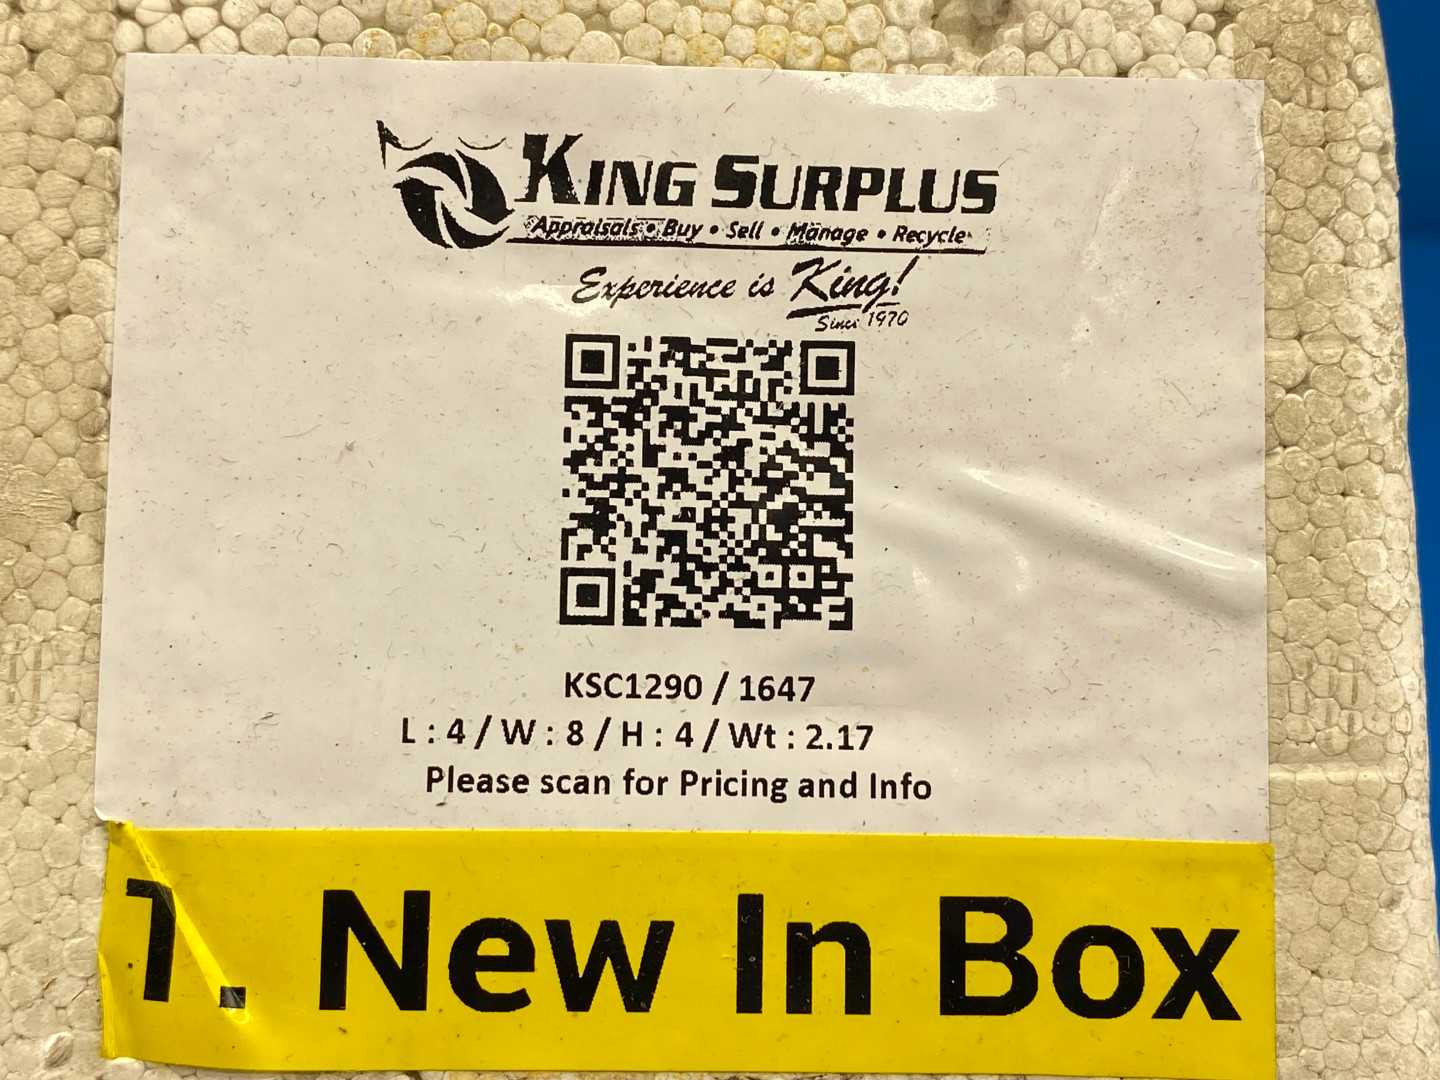 KING SURPLUS
Appraisals • Buy • Sell • Manage • Recycle
Experience is King!
Since 1970
KSC1290 / 1647
L : 4 / W : 8 / H : 4 / Wt : 2.17
Please scan for Pricing and Info
1. New In Box